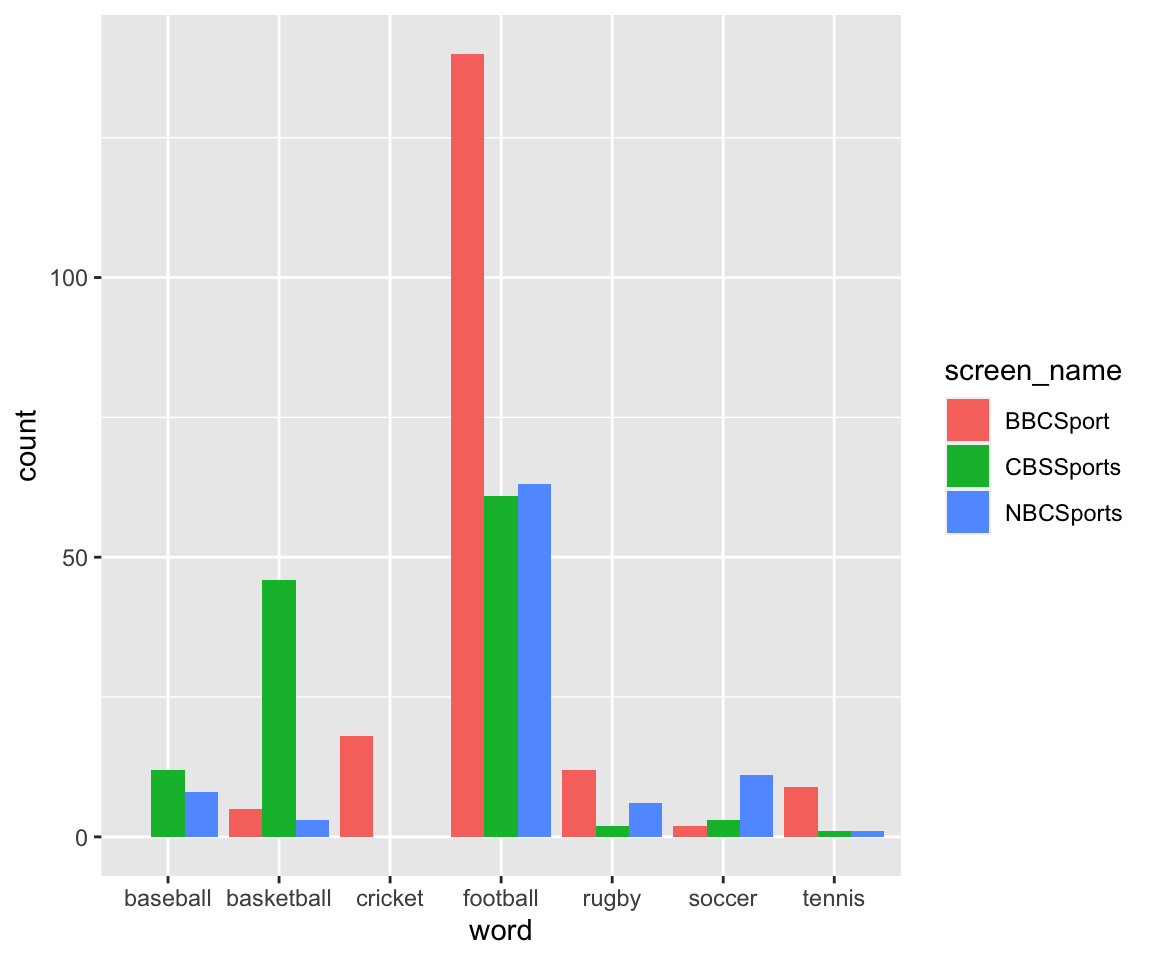 100
50
0
count
baseball basketball cricket football rugby soccer tennis
word
screen_name
BBCSport
CBSSports
NBCSports